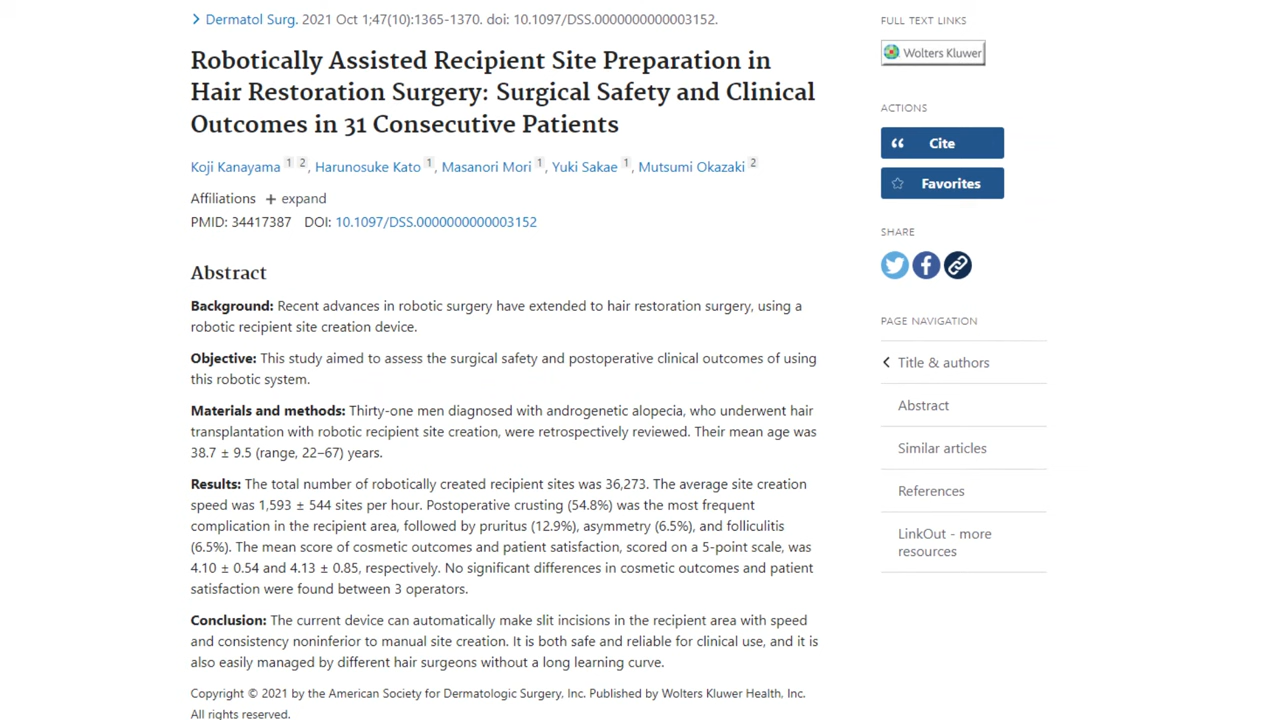 Dermatol Surg. 2021 Oct 1;47(10):1365-1370. doi: 10.1097/DSS.0000000000003152.
Robotically Assisted Recipient Site Preparation in
Hair Restoration Surgery: Surgical Safety and Clinical
Outcomes in 31 Consecutive Patients
Koji Kanayama 1 2, Harunosuke Kato 1, Masanori Mori 1, Yuki Sakae 1, Mutsumi Okazaki 2
Affiliations + expand
PMID: 34417387 DOI: 10.1097/DSS.0000000000003152
Abstract
Background: Recent advances in robotic surgery have extended to hair restoration surgery, using a
robotic recipient site creation device.
Objective: This study aimed to assess the surgical safety and postoperative clinical outcomes of using
this robotic system.
Materials and methods: Thirty-one men diagnosed with androgenetic alopecia, who underwent hair
transplantation with robotic recipient site creation, were retrospectively reviewed. Their mean age was
38.7 ± 9.5 (range, 22–67) years.
Results: The total number of robotically created recipient sites was 36,273. The average site creation
speed was 1,593 ± 544 sites per hour. Postoperative crusting (54.8%) was the most frequent
complication in the recipient area, followed by pruritus (12.9%), asymmetry (6.5%), and folliculitis
(6.5%). The mean score of cosmetic outcomes and patient satisfaction, scored on a 5-point scale, was
4.10 ± 0.54 and 4.13 ± 0.85, respectively. No significant differences in cosmetic outcomes and patient
satisfaction were found between 3 operators.
Conclusion: The current device can automatically make slit incisions in the recipient area with speed
and consistency noninferior to manual site creation. It is both safe and reliable for clinical use, and it is
also easily managed by different hair surgeons without a long learning curve.
Copyright © 2021 by the American Society for Dermatologic Surgery, Inc. Published by Wolters Kluwer Health, Inc.
All rights reserved.
FULL TEXT LINKS
Wolters Kluwer
ACTIONS
Cite
Favorites
SHARE
PAGE NAVIGATION
Title & authors
Abstract
Similar articles
References
LinkOut - more
resources